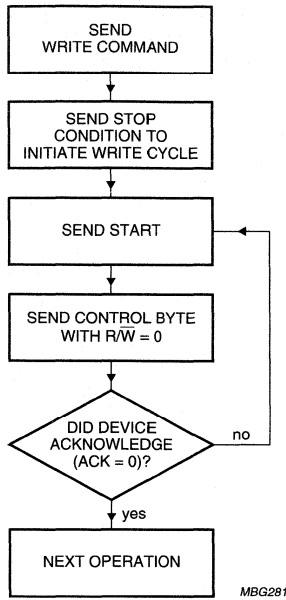 SEND
WRITE COMMAND
SEND STOP
CONDITION TO
INITIATE WRITE CYCLE
SEND START
SEND CONTROL BYTE
WITH R/W̅ = 0
DID DEVICE
ACKNOWLEDGE
(ACK = 0)?
no
yes
NEXT OPERATION
MBG281